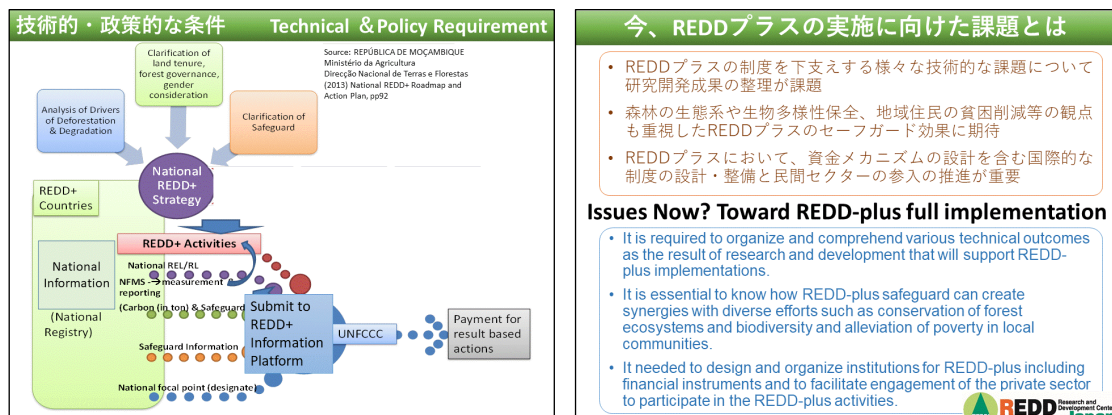 技術的・政策的な条件 Technical ＆Policy Requirement
Clarification of
land tenure,
forest governance,
gender
consideration
Source: REPÚBLICA DE MOÇAMBIQUE
Ministério da Agricultura
Direcção Nacional de Terras e Florestas
(2013) National REDD+ Roadmap and
Action Plan, pp92
Analysis of Drivers
of Deforestation
& Degradation
Clarification of
Safeguard
National
REDD+
Strategy
REDD+
Countries
REDD+ Activities
National
Information
(National
Registry)
National REL/RL
NFMS -→measurement
reporting
(Carbon (in ton) & Safeguard
Safeguard Information
National focal point (designate)
Submit to
REDD+
Information
Platform
UNFCCC
Payment for
result based
actions
今、REDDプラスの実施に向けた課題とは
• REDDプラスの制度を下支えする様々な技術的な課題について
研究開発成果の整理が課題
• 森林の生態系や生物多様性保全、地域住民の貧困削減等の観点
も重視したREDDプラスのセーフガード効果に期待
• REDDプラスにおいて、資金メカニズムの設計を含む国際的な
制度の設計・整備と民間セクターの参入の推進が重要
Issues Now? Toward REDD-plus full implementation
• It is required to organize and comprehend various technical outcomes
as the result of research and development that will support REDD-
plus implementations.
• It is essential to know how REDD-plus safeguard can create
synergies with diverse efforts such as conservation of forest
ecosystems and biodiversity and alleviation of poverty in local
communities.
• It needed to design and organize institutions for REDD-plus including
financial instruments and to facilitate engagement of the private sector
to participate in the REDD-plus activities.
REDD Research and
Development Center